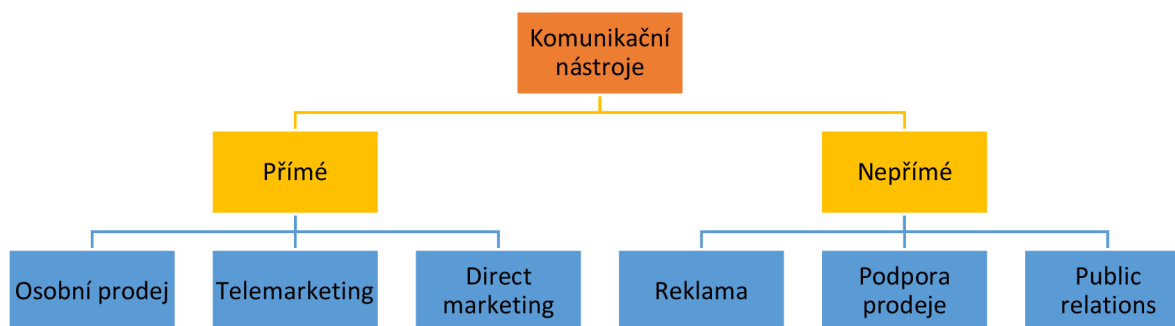 Komunikační
nástroje
Přímé
Nepřímé
Osobní prodej
Telemarketing
Direct
marketing
Reklama
Podpora
prodeje
Public
relations